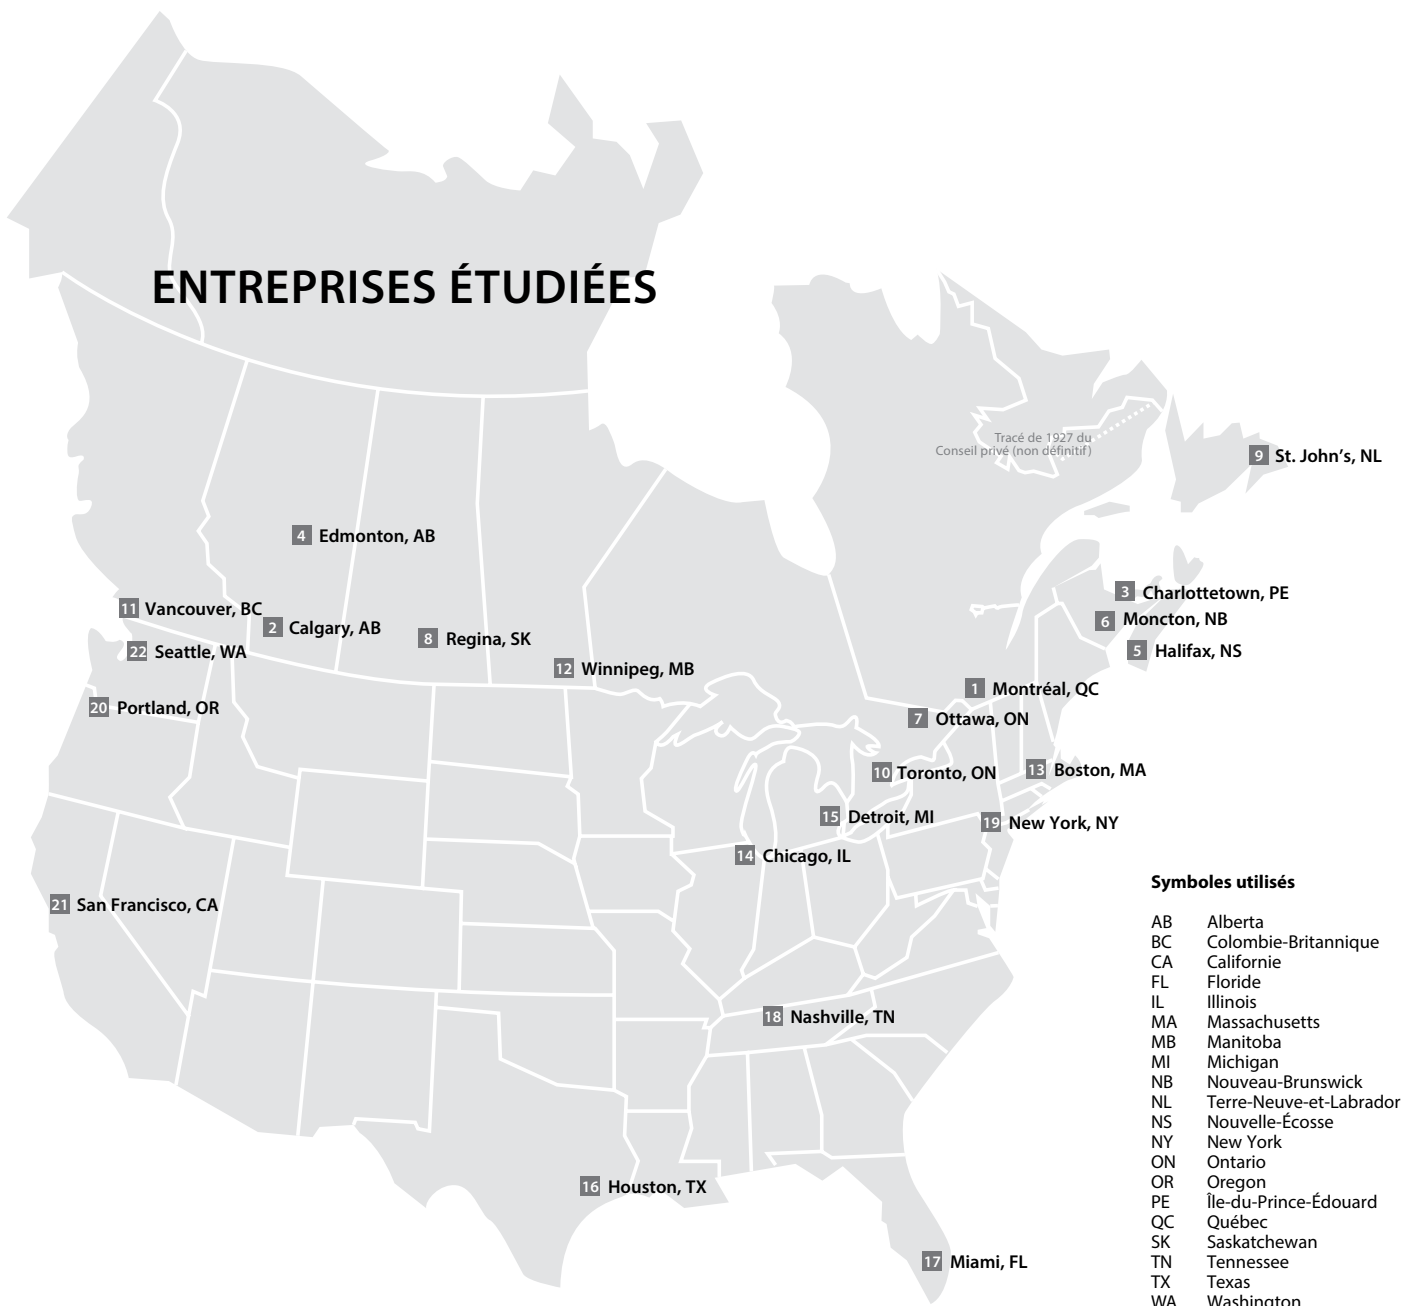 ENTREPRISES ÉTUDIÉES
Tracé de 1927 du
Conseil privé (non définitif)
9 St. John’s, NL
4 Edmonton, AB
3 Charlottetown, PE
11 Vancouver, BC
6 Moncton, NB
2 Calgary, AB
8 Regina, SK
5 Halifax, NS
22 Seattle, WA
12 Winnipeg, MB
1 Montréal, QC
20 Portland, OR
7 Ottawa, ON
10 Toronto, ON
13 Boston, MA
15 Detroit, MI
19 New York, NY
14 Chicago, IL
21 San Francisco, CA
18 Nashville, TN
16 Houston, TX
17 Miami, FL
Symboles utilisés
AB Alberta
BC Colombie-Britannique
CA Californie
FL Floride
IL Illinois
MA Massachusetts
MB Manitoba
MI Michigan
NB Nouveau-Brunswick
NL Terre-Neuve-et-Labrador
NS Nouvelle-Écosse
NY New York
ON Ontario
OR Oregon
PE Île-du-Prince-Édouard
QC Québec
SK Saskatchewan
TN Tennessee
TX Texas
WA Washington